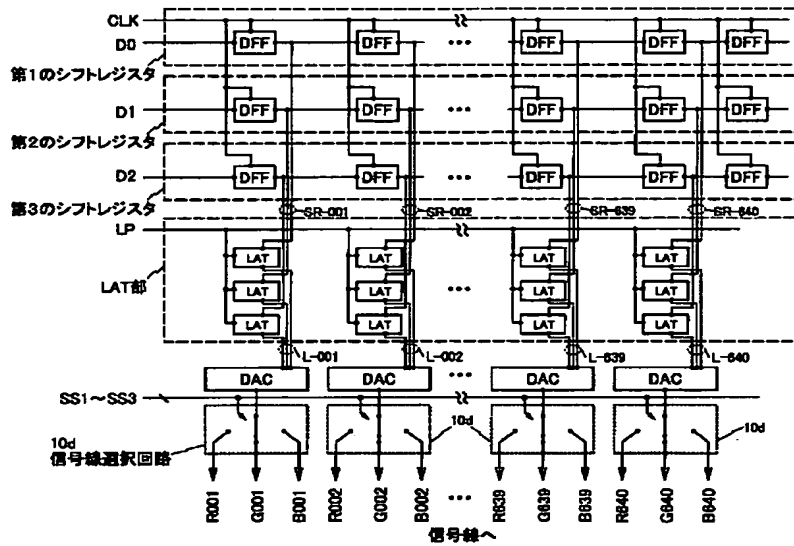 CLK
D0
DFF DFF ・・・ DFF DFF DFF
第1のシフトレジスタ
D1
DFF DFF ・・・ DFF DFF DFF
第2のシフトレジスタ
D2
DFF DFF ・・・ DFF DFF DFF
第3のシフトレジスタ
SR-001 SR-002 SR-639 SR-640
LP
LAT LAT LAT LAT
LAT部
LAT LAT ・・・ LAT LAT
LAT LAT LAT LAT
L-001 L-002 L-639 L-640
DAC DAC ・・・ DAC DAC
SS1～SS3
10d
信号線選択回路
10d
10d
R001 G001 B001 R002 G002 B002 ・・・ R639 G639 B639 R640 G640 B640
信号線へ